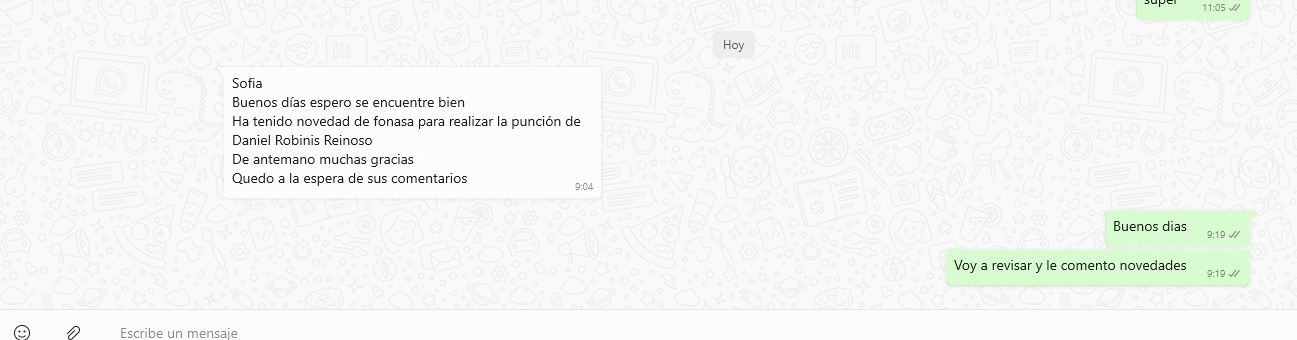 super
11:05
Hoy
Sofia
Buenos días espero se encuentre bien
Ha tenido novedad de fonasa para realizar la punción de
Daniel Robinis Reinoso
De antemano muchas gracias
Quedo a la espera de sus comentarios
9:04
Buenos dias
9:19
Voy a revisar y le comento novedades
9:19
Escribe un mensaje